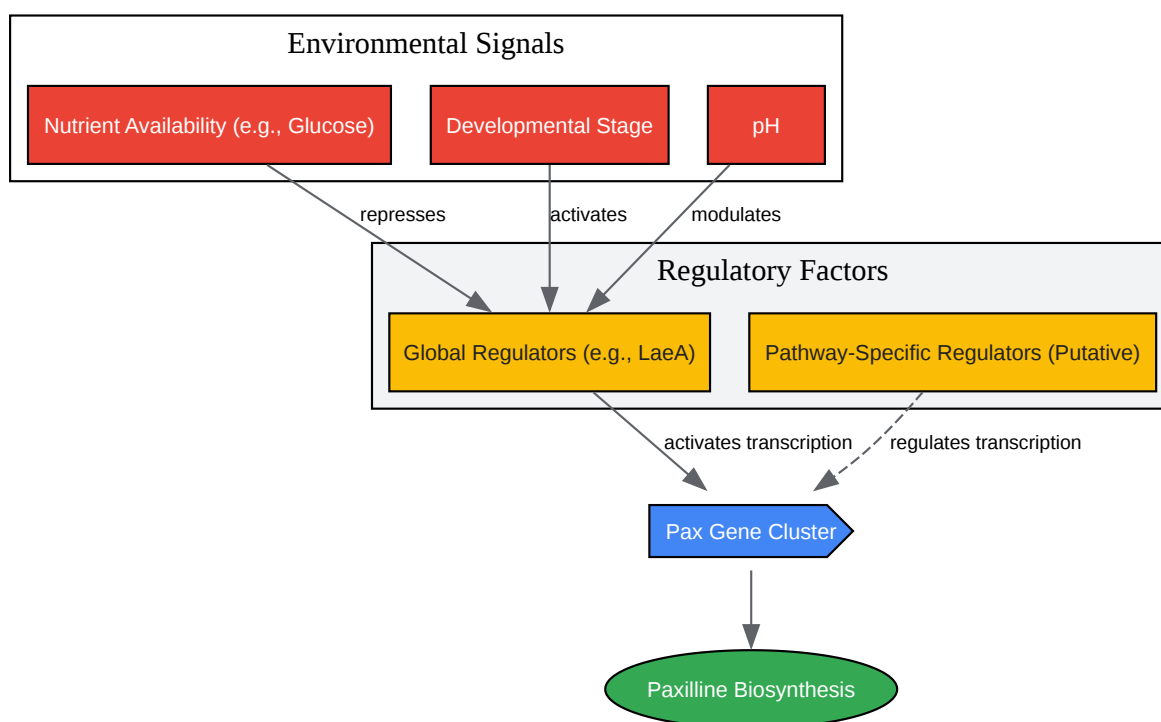 Environmental Signals
Nutrient Availability (e.g., Glucose)
Developmental Stage
pH
represses
activates
modulates
Regulatory Factors
Global Regulators (e.g., LaeA)
Pathway-Specific Regulators (Putative)
activates transcription
regulates transcription
Pax Gene Cluster
Paxilline Biosynthesis